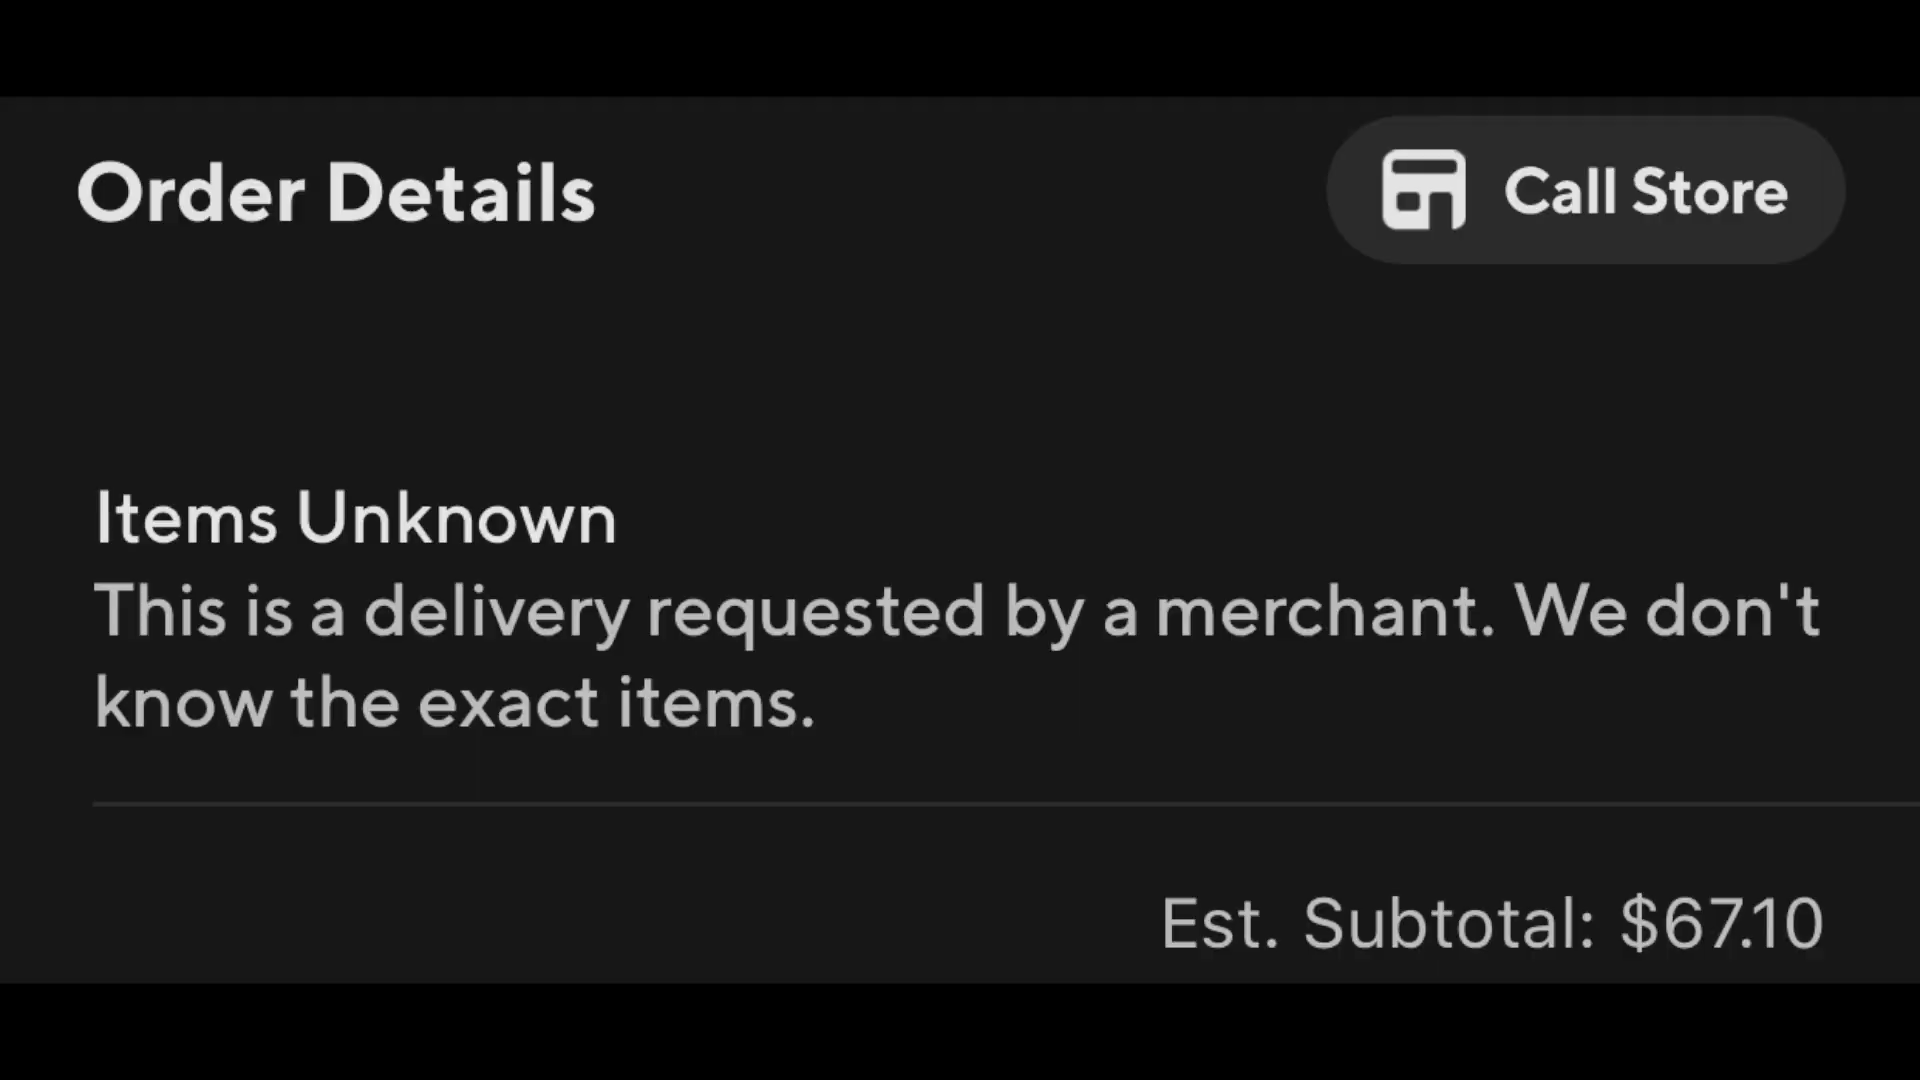 Order Details
Call Store
Items Unknown
This is a delivery requested by a merchant. We don't
know the exact items.
Est. Subtotal: $67.10